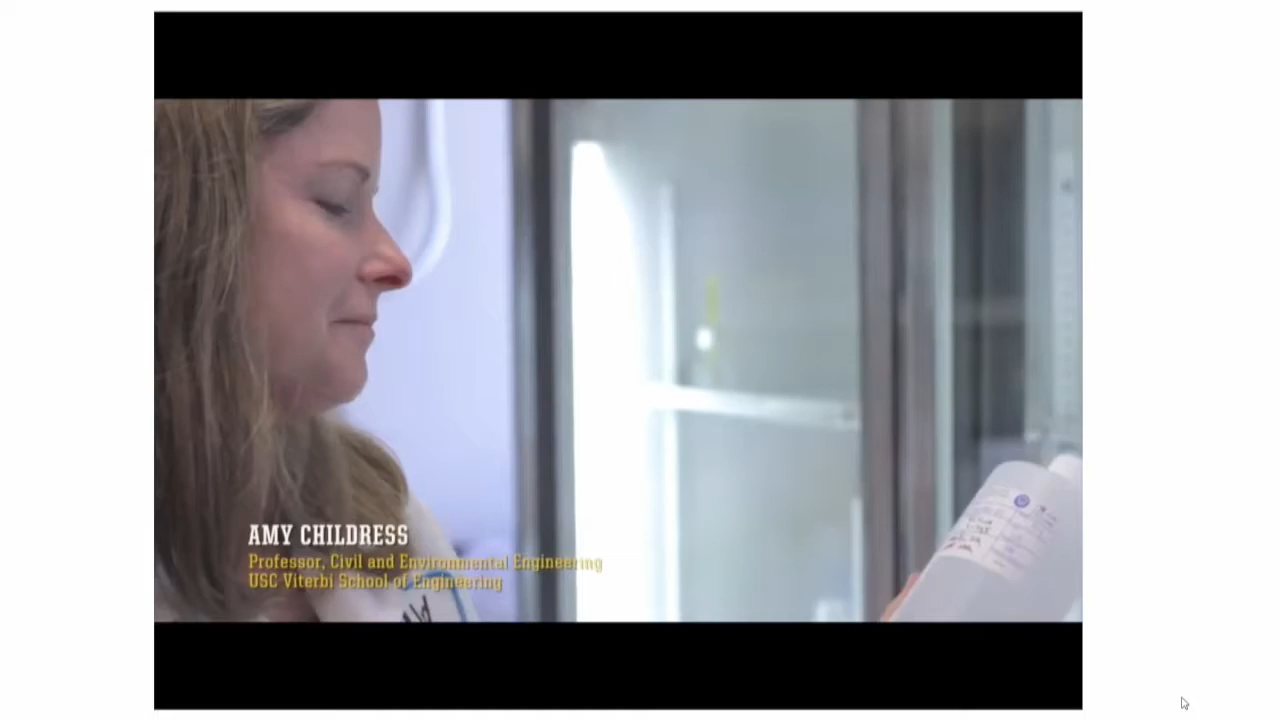 AMY CHILDRESS
Professor, Civil and Environmental Engineering
USC Viterbi School of Engineering